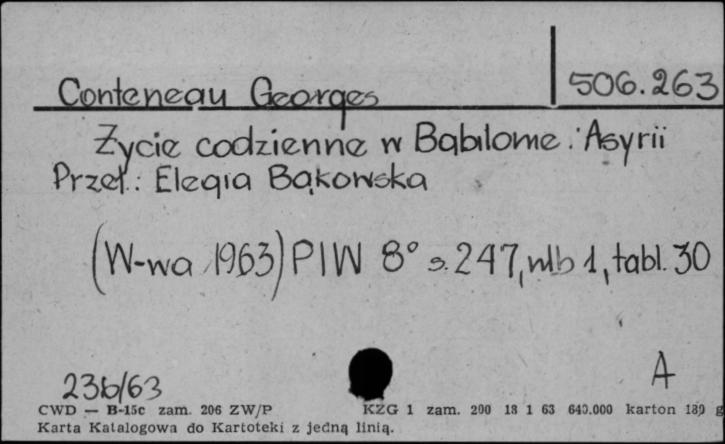 Conteneau Georges
506.263
Życie codzienne w Babilonie i Asyrii
Przeł.: Elegia Bąkowska
(W-wa 1963) PIW 8° s. 247, nlb 1, tabl. 30
236/63
A
CWD — B-15c zam. 206 ZW/P KZG 1 zam. 290 18 1 63 640.000 karton 180 g
Karta Katalogowa do Kartoteki z jedną linią.